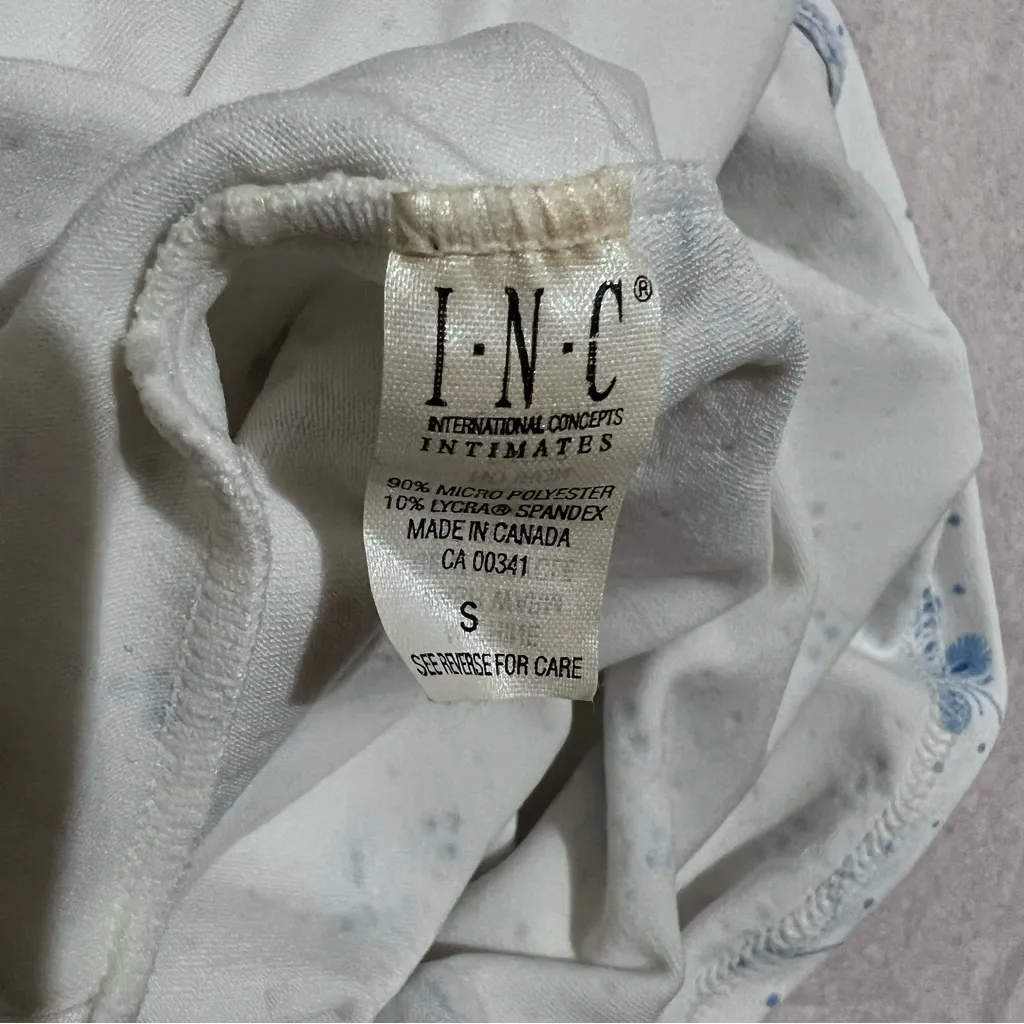 I·N·C®
INTERNATIONAL CONCEPTS
INTIMATES
90% MICRO POLYESTER
10% LYCRA® SPANDEX
MADE IN CANADA
CA 00341
S
SEE REVERSE FOR CARE